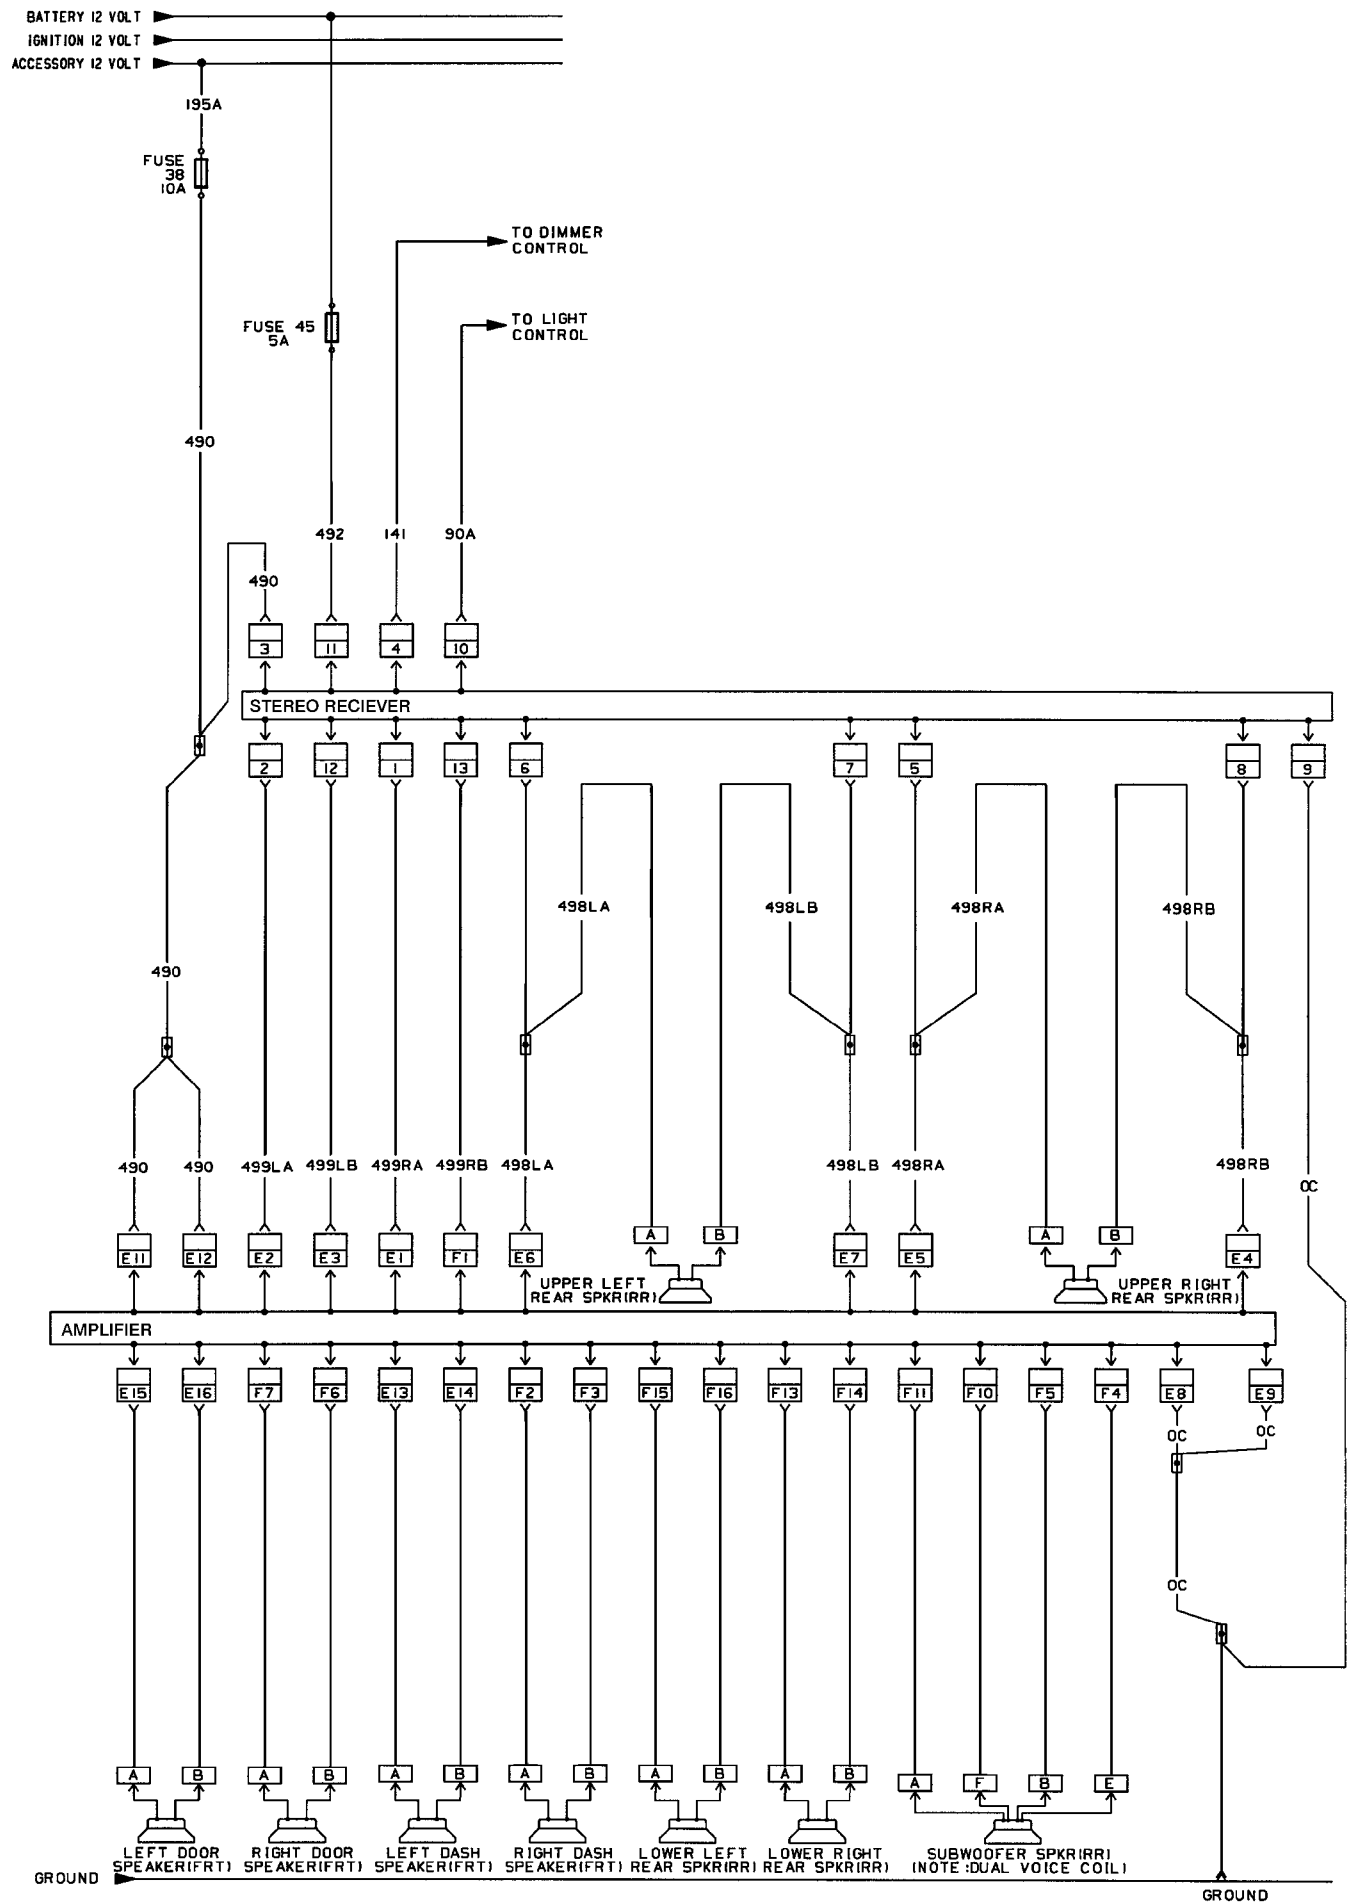 BATTERY 12 VOLT
IGNITION 12 VOLT
ACCESSORY 12 VOLT
195A
FUSE
38
10A
TO DIMMER
CONTROL
FUSE 45
5A
TO LIGHT
CONTROL
490
492 141 90A
490
3 11 4 10
STEREO RECIEVER
2 12 1 13 6 7 5 8 9
498LA 498LB 498RA 498RB
490
490 490 499LA 499LB 499RA 499RB 498LA 498LB 498RA 498RB
OC
A B A B
E11 E12 E2 E3 E1 F1 E6 E7 E5 E4
UPPER LEFT
REAR SPKR(RR)
UPPER RIGHT
REAR SPKR(RR)
AMPLIFIER
E15 E16 F7 F6 E13 E14 F2 F3 F15 F16 F13 F14 F11 F10 F5 F4 E8 E9
OC OC
OC
A B A B A B A B A B A B A F B E
LEFT DOOR
SPEAKER(FRT)
RIGHT DOOR
SPEAKER(FRT)
LEFT DASH
SPEAKER(FRT)
RIGHT DASH
SPEAKER(FRT)
LOWER LEFT
REAR SPKR(RR)
LOWER RIGHT
REAR SPKR(RR)
SUBWOOFER SPKR(RR)
(NOTE:DUAL VOICE COIL)
GROUND
GROUND